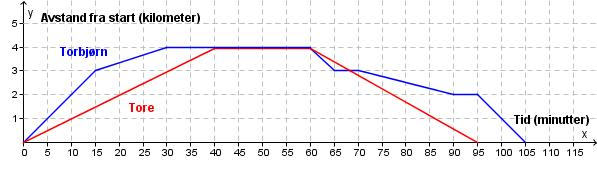 y
Avstand fra start (kilometer)
5
Torbjørn
4
3
2
Tore
1
Tid (minutter)
x
0 5 10 15 20 25 30 35 40 45 50 55 60 65 70 75 80 85 90 95 100 105 110 115